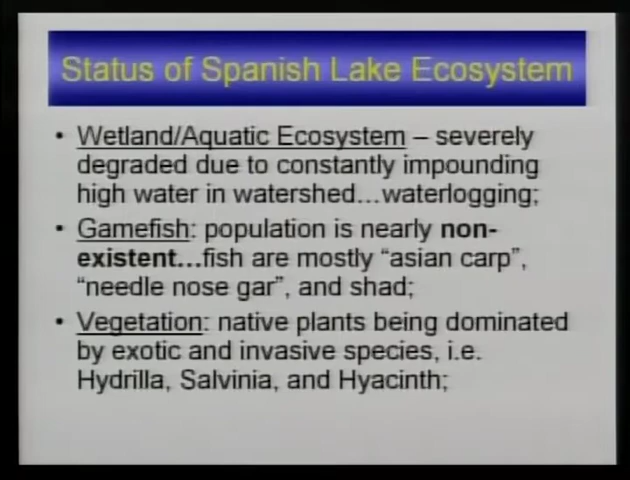 Status of Spanish Lake Ecosystem
• Wetland/Aquatic Ecosystem – severely
degraded due to constantly impounding
high water in watershed...waterlogging;
• Gamefish: population is nearly non-
existent...fish are mostly “asian carp”,
“needle nose gar”, and shad;
• Vegetation: native plants being dominated
by exotic and invasive species, i.e.
Hydrilla, Salvinia, and Hyacinth;